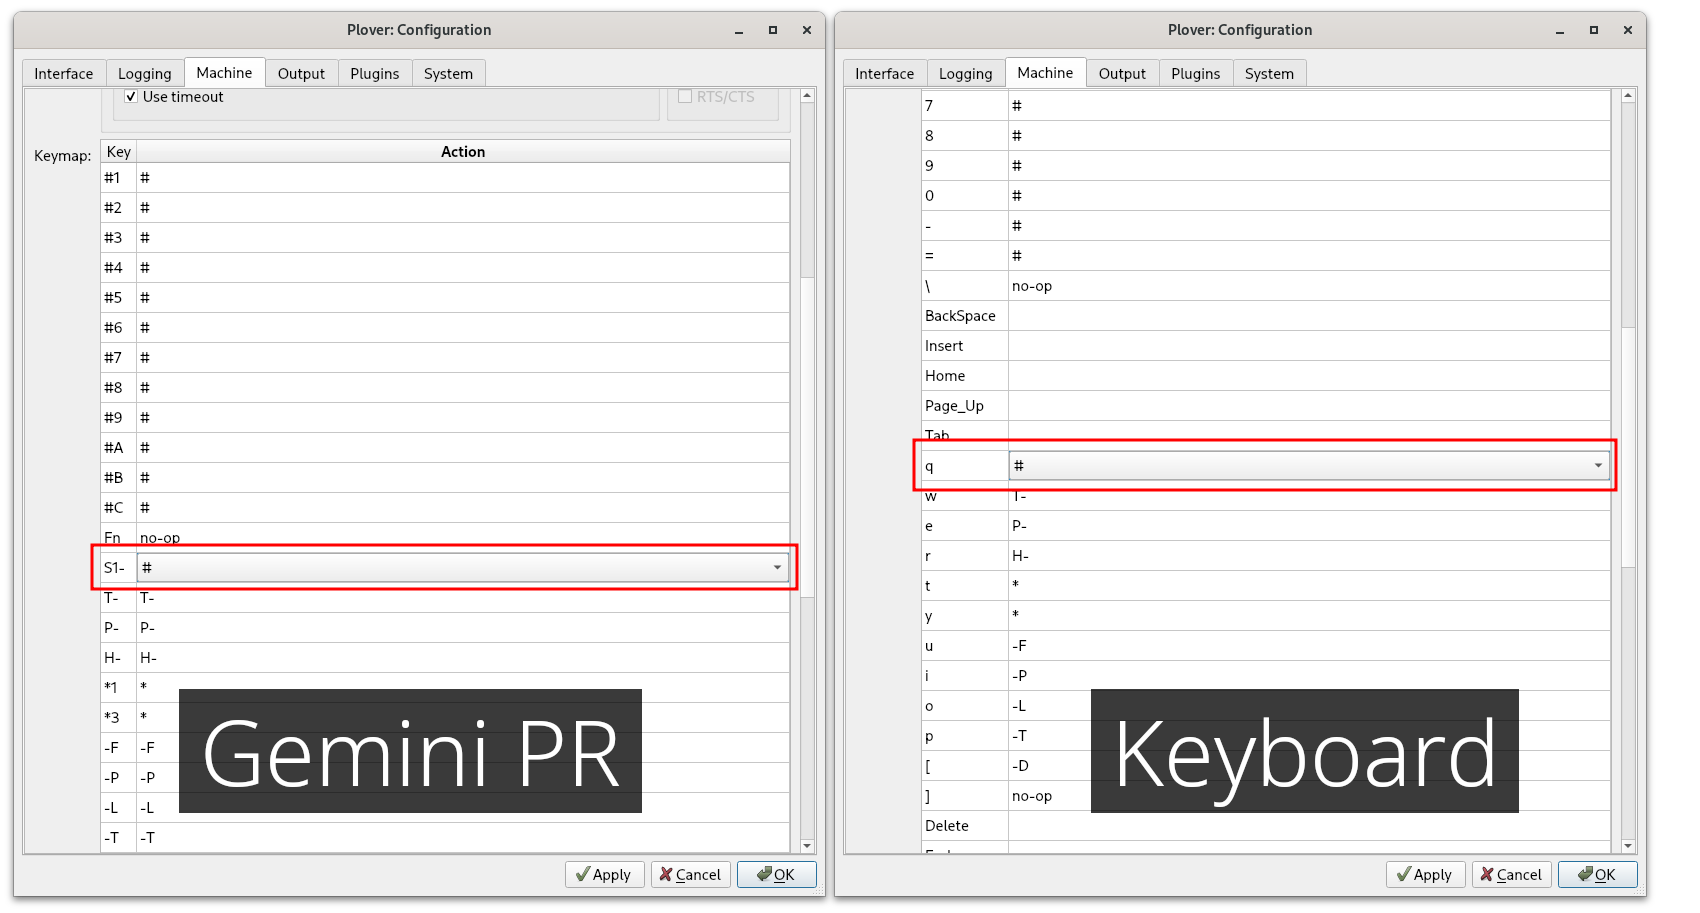 Plover: Configuration
Interface Logging Machine Output Plugins System
Use timeout RTS/CTS
Keymap:
Key Action
#1 #
#2 #
#3 #
#4 #
#5 #
#6 #
#7 #
#8 #
#9 #
#A #
#B #
#C #
Fn no-op
S1- #
T- T-
P- P-
H- H-
*1 *
*3 *
-F -F
-P -P
-L -L
-T -T
Gemini PR
Apply Cancel OK
Plover: Configuration
Interface Logging Machine Output Plugins System
7 #
8 #
9 #
0 #
- #
= #
\ no-op
BackSpace
Insert
Home
Page_Up
Tab
q #
w T-
e P-
r H-
t *
y *
u -F
i -P
o -L
p -T
[ -D
] no-op
Delete
Keyboard
Apply Cancel OK